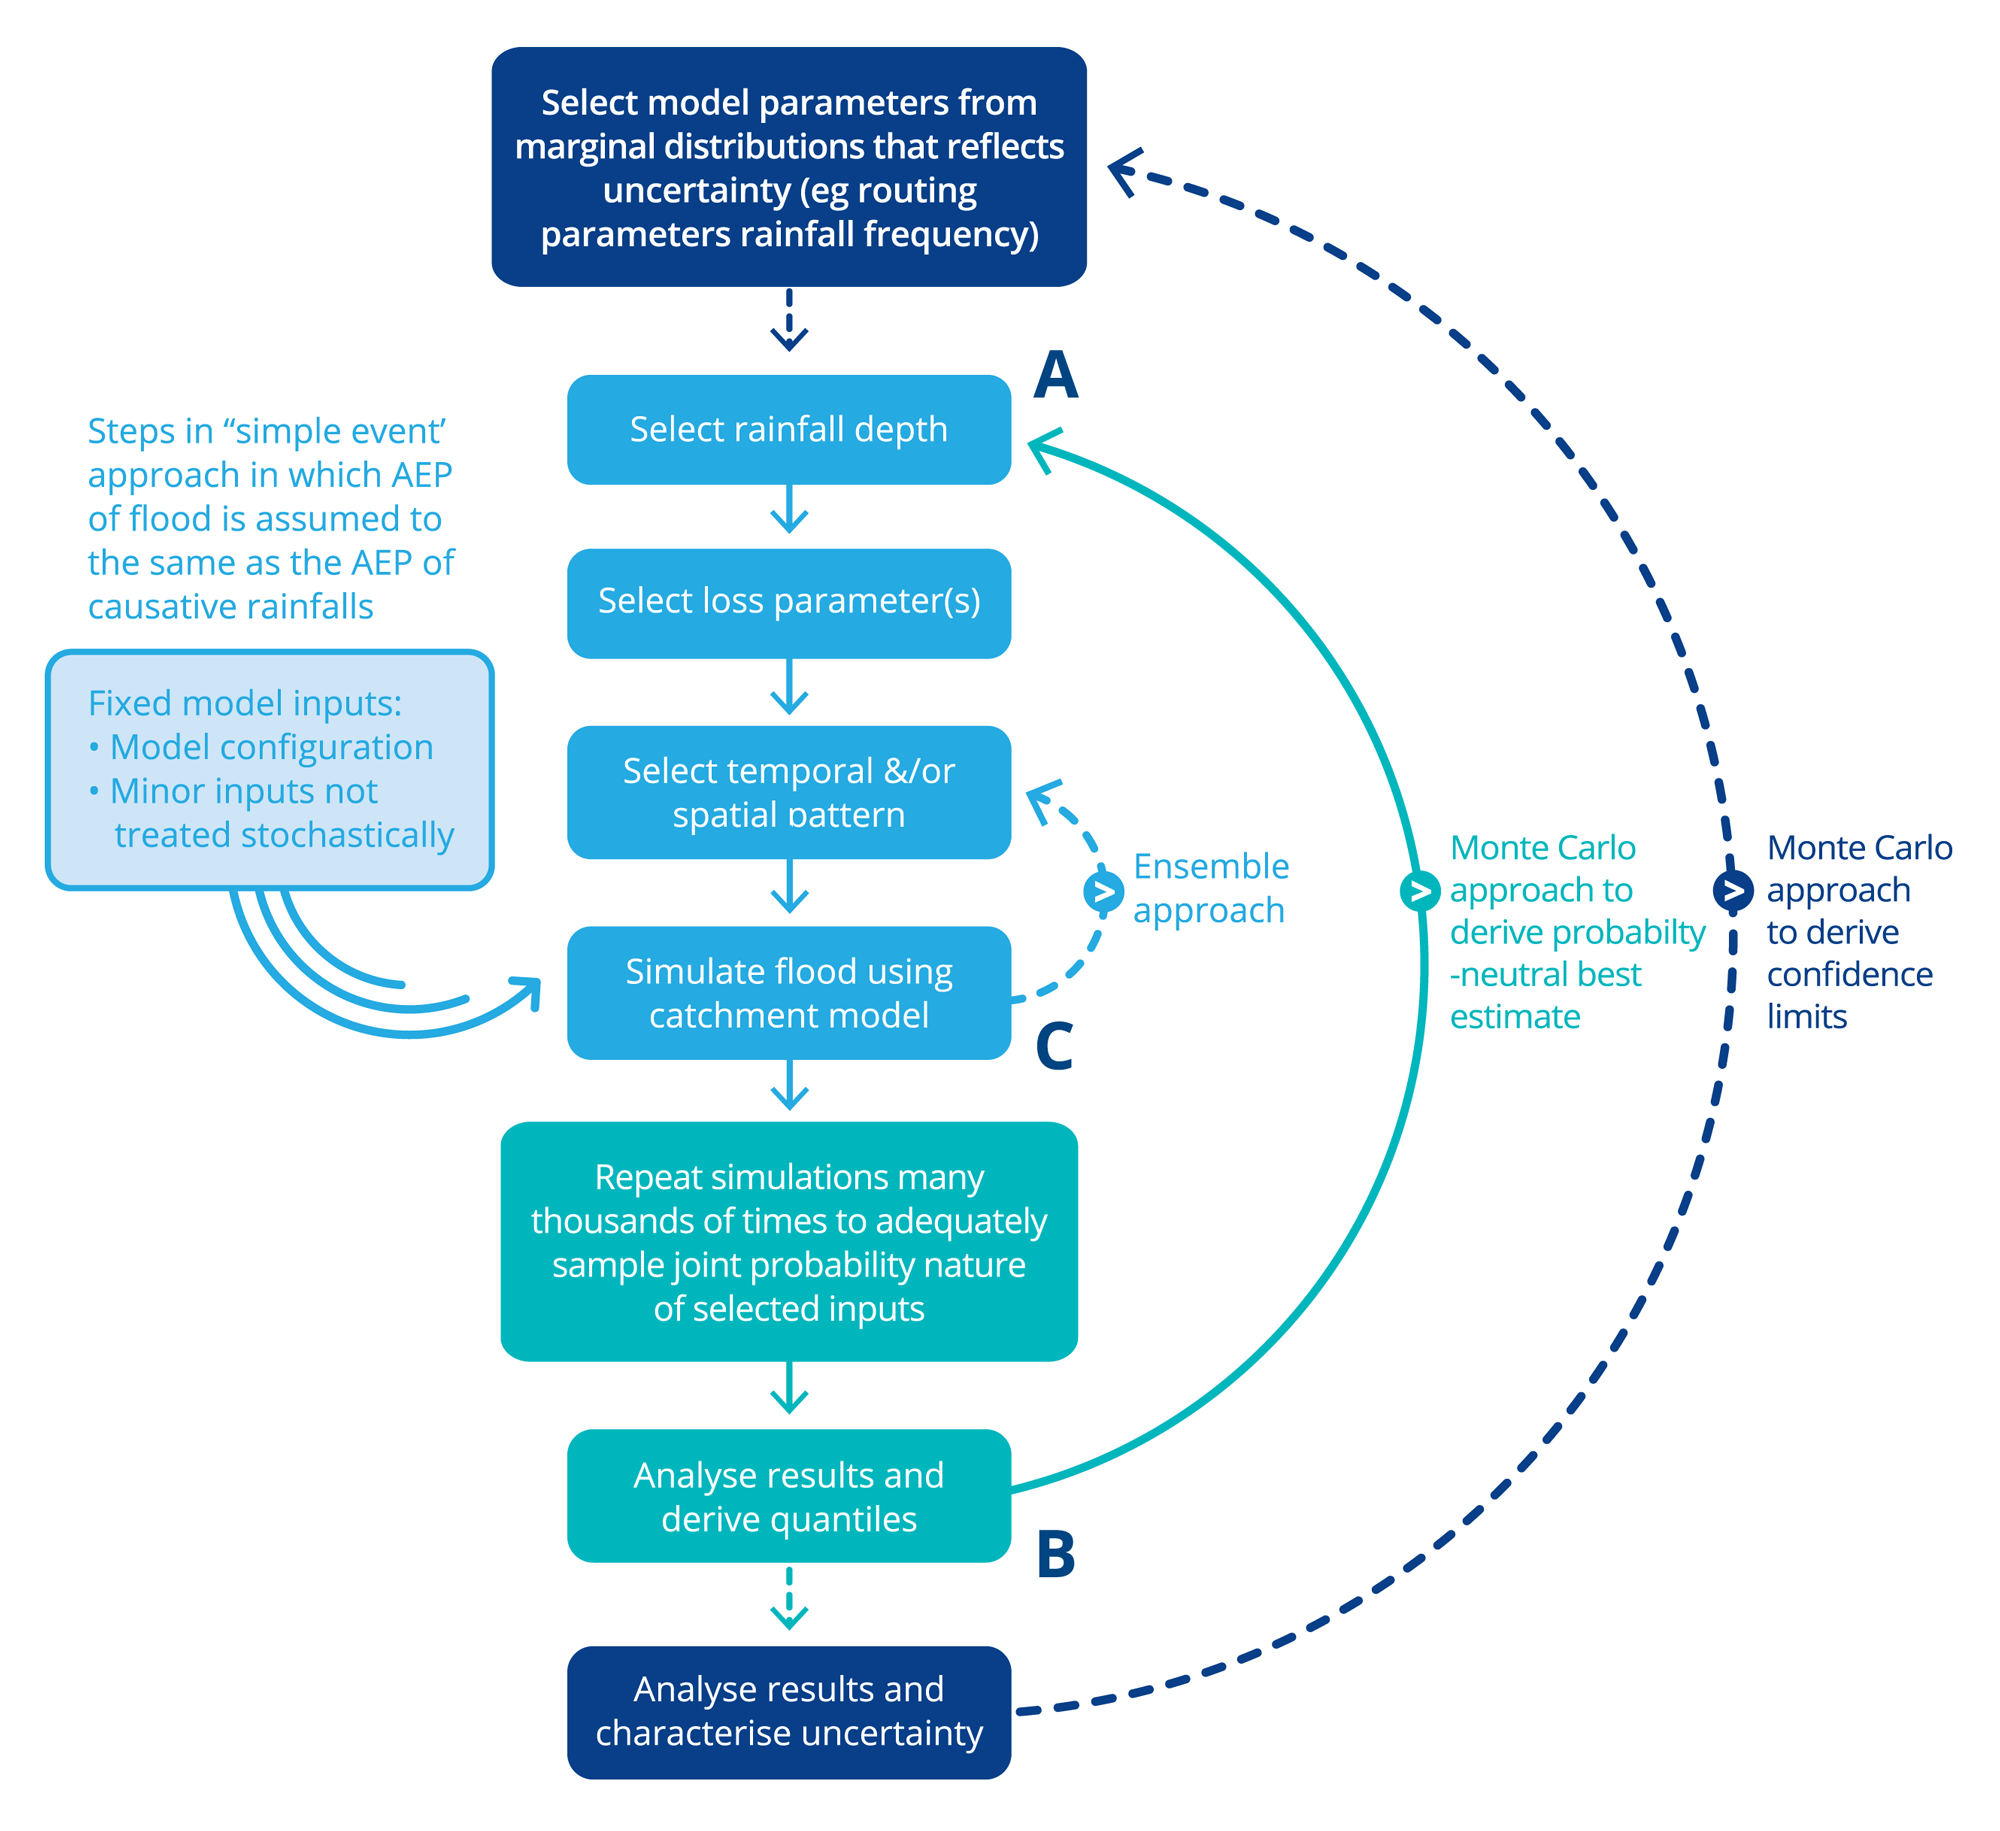 Select model parameters from
marginal distributions that reflects
uncertainty (eg routing
parameters rainfall frequency)
A
Select rainfall depth
Steps in “simple event’
approach in which AEP
of flood is assumed to
the same as the AEP of
causative rainfalls
Select loss parameter(s)
Fixed model inputs:
• Model configuration
• Minor inputs not
treated stochastically
Select temporal &/or
spatial pattern
Ensemble
approach
Monte Carlo
approach to
derive probabilty
-neutral best
estimate
Monte Carlo
approach
to derive
confidence
limits
Simulate flood using
catchment model
C
Repeat simulations many
thousands of times to adequately
sample joint probability nature
of selected inputs
Analyse results and
derive quantiles
B
Analyse results and
characterise uncertainty